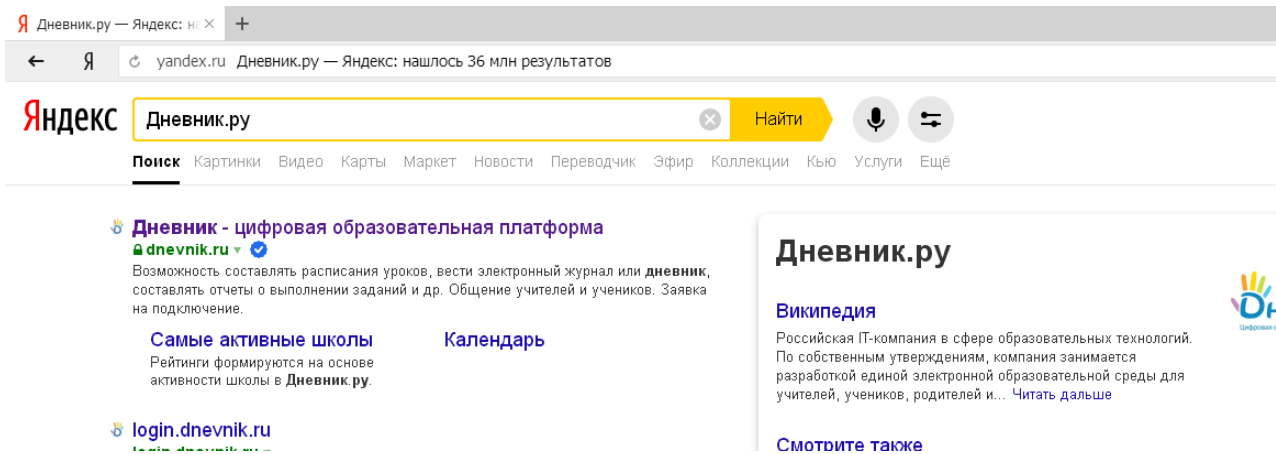 Я Дневник.ру — Яндекс: на
Я yandex.ru Дневник.ру — Яндекс: нашлось 36 млн результатов
Яндекс Дневник.ру Найти
Поиск Картинки Видео Карты Маркет Новости Переводчик Эфир Коллекции Кью Услуги Ещё
Дневник - цифровая образовательная платформа
dnevnik.ru
Возможность составлять расписания уроков, вести электронный журнал или дневник,
составлять отчеты о выполнении заданий и др. Общение учителей и учеников. Заявка
на подключение.
Самые активные школы
Рейтинги формируются на основе
активности школы в Дневник.ру.
Календарь
login.dnevnik.ru
login.dnevnik.ru
Дневник.ру
Википедия
Российская IT-компания в сфере образовательных технологий.
По собственным утверждениям, компания занимается
разработкой единой электронной образовательной среды для
учителей, учеников, родителей и... Читать дальше
Смотрите также